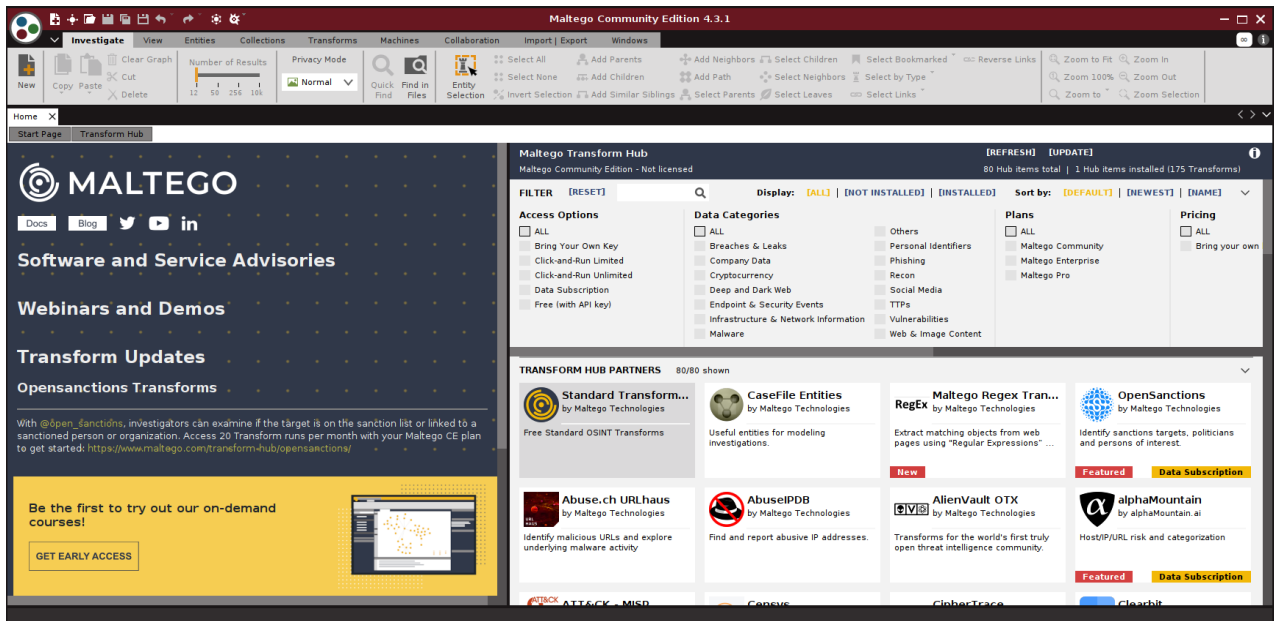 Maltego Community Edition 4.3.1
Investigate View Entities Collections Transforms Machines Collaboration Import | Export Windows
New
Copy Paste
Clear Graph
Cut
Delete
Number of Results
12 50 256 10k
Privacy Mode
Normal
Quick Find
Find in Files
Entity Selection
Select All
Select None
Invert Selection
Add Parents
Add Children
Add Similar Siblings
Add Neighbors
Add Path
Select Parents
Select Children
Select Neighbors
Select Leaves
Select Bookmarked
Select by Type
Select Links
Reverse Links
Zoom to Fit
Zoom 100%
Zoom to
Zoom In
Zoom Out
Zoom Selection
Home
Start Page Transform Hub
MALTEGO
Docs Blog
Software and Service Advisories
Webinars and Demos
Transform Updates
Opensanctions Transforms
With @open_sanctions, investigators can examine if the target is on the sanction list or linked to a
sanctioned person or organization. Access 20 Transform runs per month with your Maltego CE plan
to get started: https://www.maltego.com/transform-hub/opensanctions/
Be the first to try out our on-demand
courses!
GET EARLY ACCESS
Maltego Transform Hub
[REFRESH] [UPDATE]
Maltego Community Edition - Not licensed
80 Hub items total | 1 Hub items installed (175 Transforms)
FILTER [RESET]
Display: [ALL] | [NOT INSTALLED] | [INSTALLED]
Sort by: [DEFAULT] | [NEWEST] | [NAME]
Access Options
ALL
Bring Your Own Key
Click-and-Run Limited
Click-and-Run Unlimited
Data Subscription
Free (with API key)
Data Categories
ALL
Breaches & Leaks
Company Data
Cryptocurrency
Deep and Dark Web
Endpoint & Security Events
Infrastructure & Network Information
Malware
Others
Personal Identifiers
Phishing
Recon
Social Media
TTPs
Vulnerabilities
Web & Image Content
Plans
ALL
Maltego Community
Maltego Enterprise
Maltego Pro
Pricing
ALL
Bring your own
TRANSFORM HUB PARTNERS 80/80 shown
Standard Transform...
by Maltego Technologies
Free Standard OSINT Transforms
CaseFile Entities
by Maltego Technologies
Useful entities for modeling
investigations.
RegEx
Maltego Regex Tran...
by Maltego Technologies
Extract matching objects from web
pages using "Regular Expressions" ...
New
OpenSanctions
by Maltego Technologies
Identify sanctions targets, politicians
and persons of interest.
Featured Data Subscription
Abuse.ch URLhaus
by Maltego Technologies
Identify malicious URLs and explore
underlying malware activity
AbuseIPDB
by Maltego Technologies
Find and report abusive IP addresses.
AlienVault OTX
by Maltego Technologies
Transforms for the world's first truly
open threat intelligence community.
alphaMountain
by alphaMountain.ai
Host/IP/URL risk and categorization
Featured Data Subscription
ATT&CK - MISP
Censys
CipherTrace
Clearbit